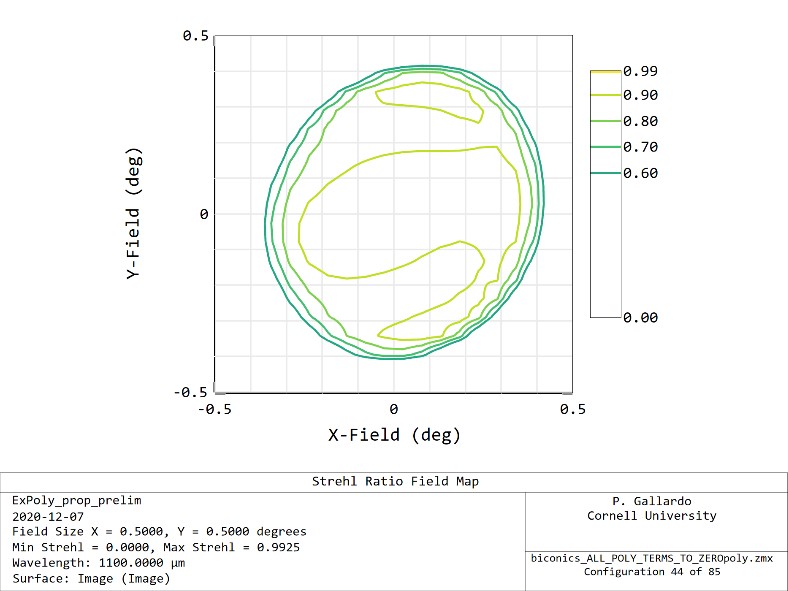 0.5
0
-0.5
Y-Field (deg)
-0.5
0
0.5
X-Field (deg)
0.99
0.90
0.80
0.70
0.60
0.00
Strehl Ratio Field Map
ExPoly_prop_prelim
2020-12-07
Field Size X = 0.5000, Y = 0.5000 degrees
Min Strehl = 0.0000, Max Strehl = 0.9925
Wavelength: 1100.0000 µm
Surface: Image (Image)
P. Gallardo
Cornell University
biconics_ALL_POLY_TERMS_TO_ZEROpoly.zmx
Configuration 44 of 85